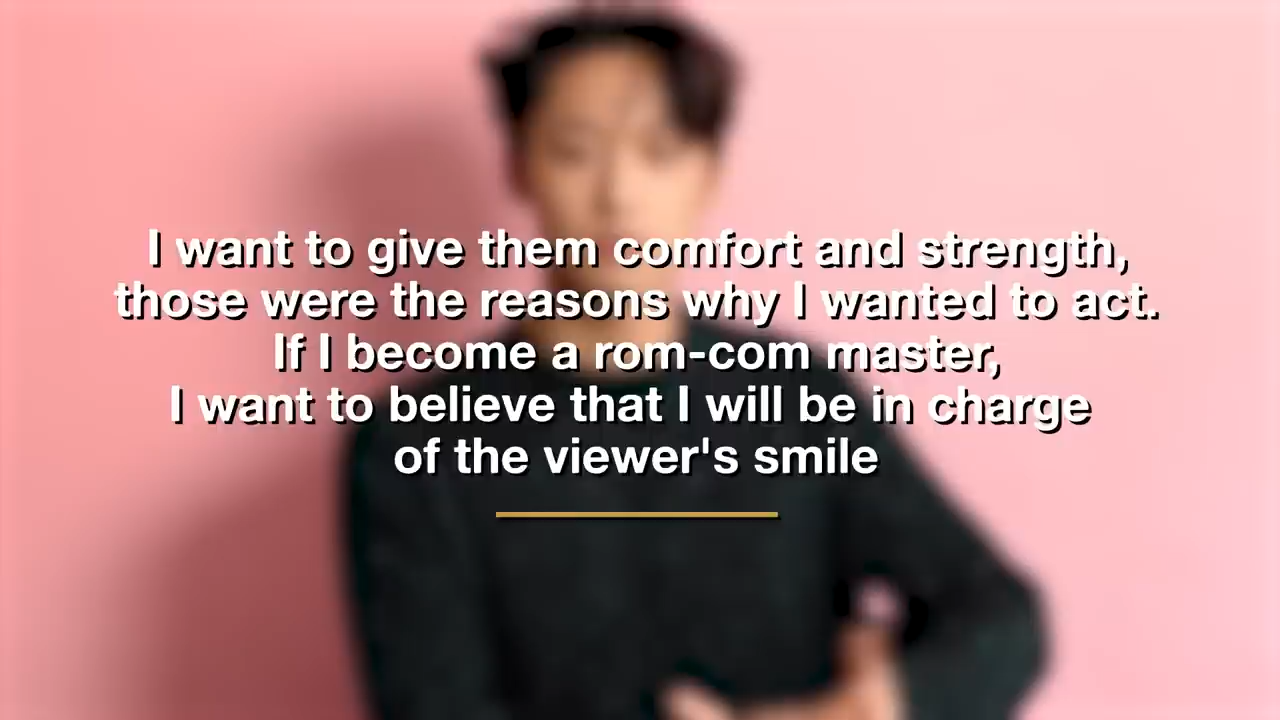 I want to give them comfort and strength,
those were the reasons why I wanted to act.
If I become a rom-com master,
I want to believe that I will be in charge
of the viewer's smile